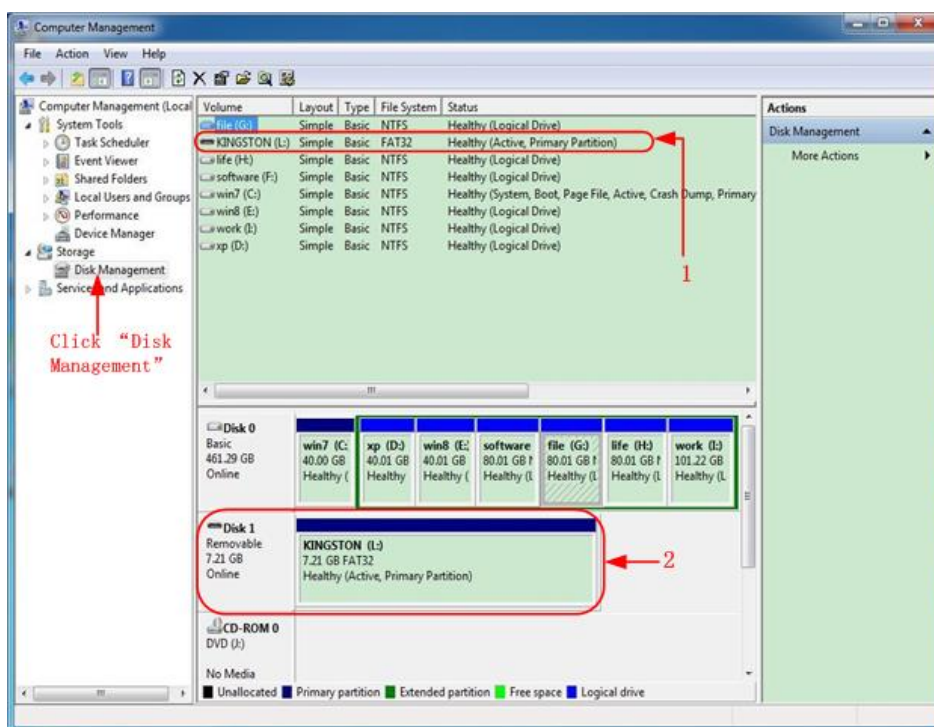 Computer Management
File Action View Help
Computer Management (Local
System Tools
Task Scheduler
Event Viewer
Shared Folders
Local Users and Groups
Performance
Device Manager
Storage
Disk Management
Services and Applications
Click “Disk
Management”
Volume Layout Type File System Status
file (G:) Simple Basic NTFS Healthy (Logical Drive)
KINGSTON (L:) Simple Basic FAT32 Healthy (Active, Primary Partition)
life (H:) Simple Basic NTFS Healthy (Logical Drive)
software (F:) Simple Basic NTFS Healthy (Logical Drive)
win7 (C:) Simple Basic NTFS Healthy (System, Boot, Page File, Active, Crash Dump, Primary
win8 (E:) Simple Basic NTFS Healthy (Logical Drive)
work (I:) Simple Basic NTFS Healthy (Logical Drive)
xp (D:) Simple Basic NTFS Healthy (Logical Drive)
1
Actions
Disk Management
More Actions
Disk 0
Basic
461.29 GB
Online
win7 (C:
40.00 GB
Healthy (
xp (D:)
40.01 GB
Healthy
win8 (E:
40.01 GB
Healthy (
software
80.01 GB N
Healthy (L
file (G:)
80.01 GB N
Healthy (L
life (H:)
80.01 GB N
Healthy (L
work (I:)
101.22 GB
Healthy (L
Disk 1
Removable
7.21 GB
Online
KINGSTON (L:)
7.21 GB FAT32
Healthy (Active, Primary Partition)
2
CD-ROM 0
DVD (J:)
No Media
Unallocated Primary partition Extended partition Free space Logical drive